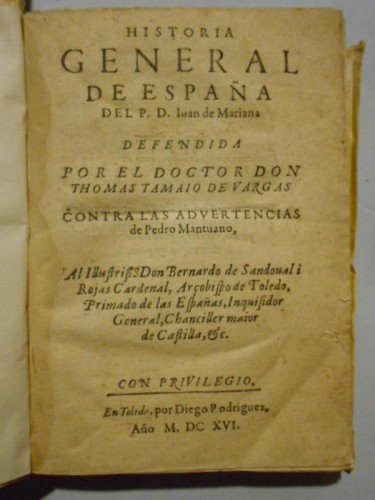 HISTORIA
GENERAL
DE ESPAÑA
DEL P. D. Iuan de Mariana
DEFENDIDA
POR EL DOCTOR DON
THOMAS TAMAIO DE VARGAS
CONTRA LAS ADVERTENCIAS
de Pedro Mantuano,
Al Illustriss.º Don Bernardo de Sandoual i
Rojas Cardenal, Arçobispo de Toledo,
Primado de las Españas, Inquisidor
General, Chanciller maior
de Castilla, &c.
CON PRIVILEGIO.
En Toledo, por Diego Rodriguez,
Año M. DC XVI.